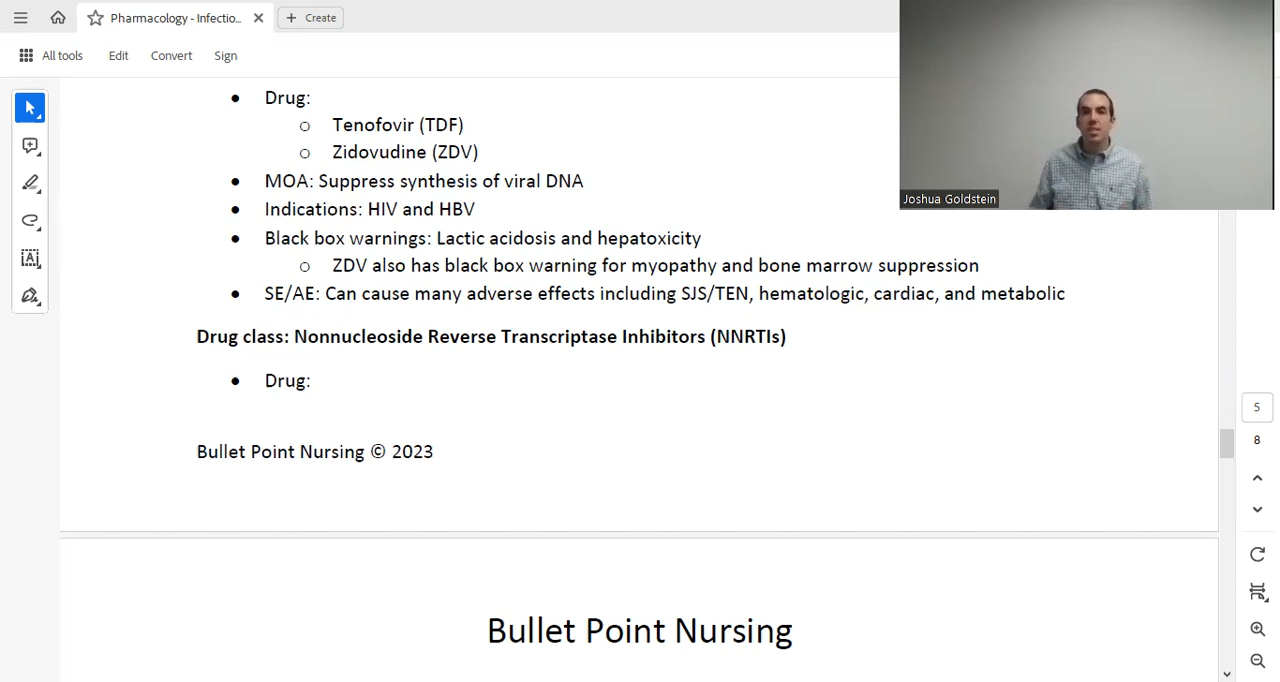 Pharmacology - Infectio...
Create
All tools
Edit
Convert
Sign
Joshua Goldstein
• Drug:
o Tenofovir (TDF)
o Zidovudine (ZDV)
• MOA: Suppress synthesis of viral DNA
• Indications: HIV and HBV
• Black box warnings: Lactic acidosis and hepatoxicity
o ZDV also has black box warning for myopathy and bone marrow suppression
• SE/AE: Can cause many adverse effects including SJS/TEN, hematologic, cardiac, and metabolic
Drug class: Nonnucleoside Reverse Transcriptase Inhibitors (NNRTIs)
• Drug:
Bullet Point Nursing © 2023
5
8
Bullet Point Nursing